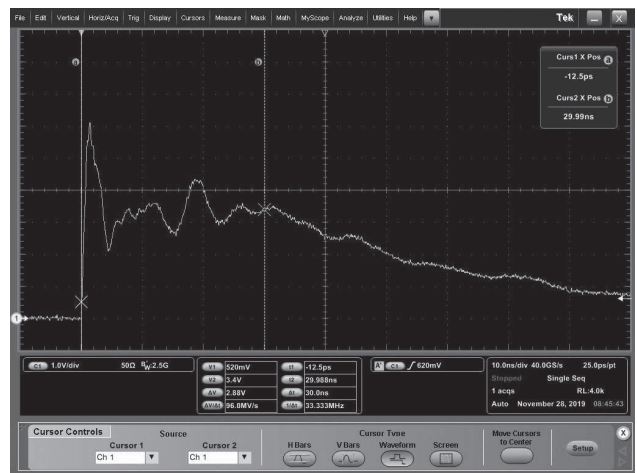 File Edit Vertical Horiz/Acq Trig Display Cursors Measure Mask Math MyScope Analyze Utilities Help Tek X
a b
Curs1 X Pos a
-12.5ps
Curs2 X Pos b
29.99ns
1
C1 1.0V/div 50Ω BW:2.5G
V1 520mV
V2 3.4V
ΔV 2.88V
ΔV/Δt 96.0MV/s
t1 -12.5ps
t2 29.988ns
Δt 30.0ns
1/Δt 33.333MHz
A' C1 620mV
10.0ns/div 40.0GS/s 25.0ps/pt
Stopped Single Seq
1 acqs RL:4.0k
Auto November 28, 2019 08:45:43
Cursor Controls
Source
Cursor 1 Cursor 2
Ch 1 Ch 1
Cursor Type
H Bars V Bars Waveform Screen
Move Cursors
to Center
Setup
X